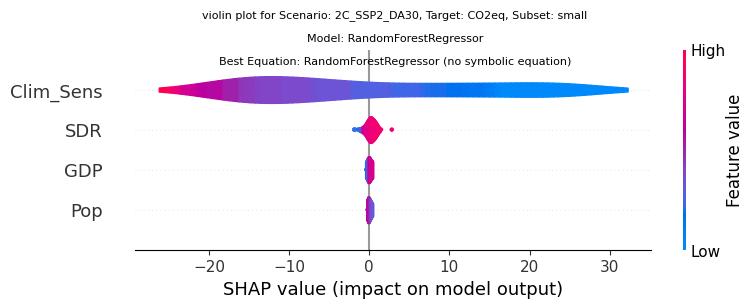 violin plot for Scenario: 2C_SSP2_DA30, Target: CO2eq, Subset: small
Model: RandomForestRegressor
Best Equation: RandomForestRegressor (no symbolic equation)
High
Clim_Sens
SDR
GDP
Pop
Feature value
Low
−20 −10 0 10 20 30
SHAP value (impact on model output)